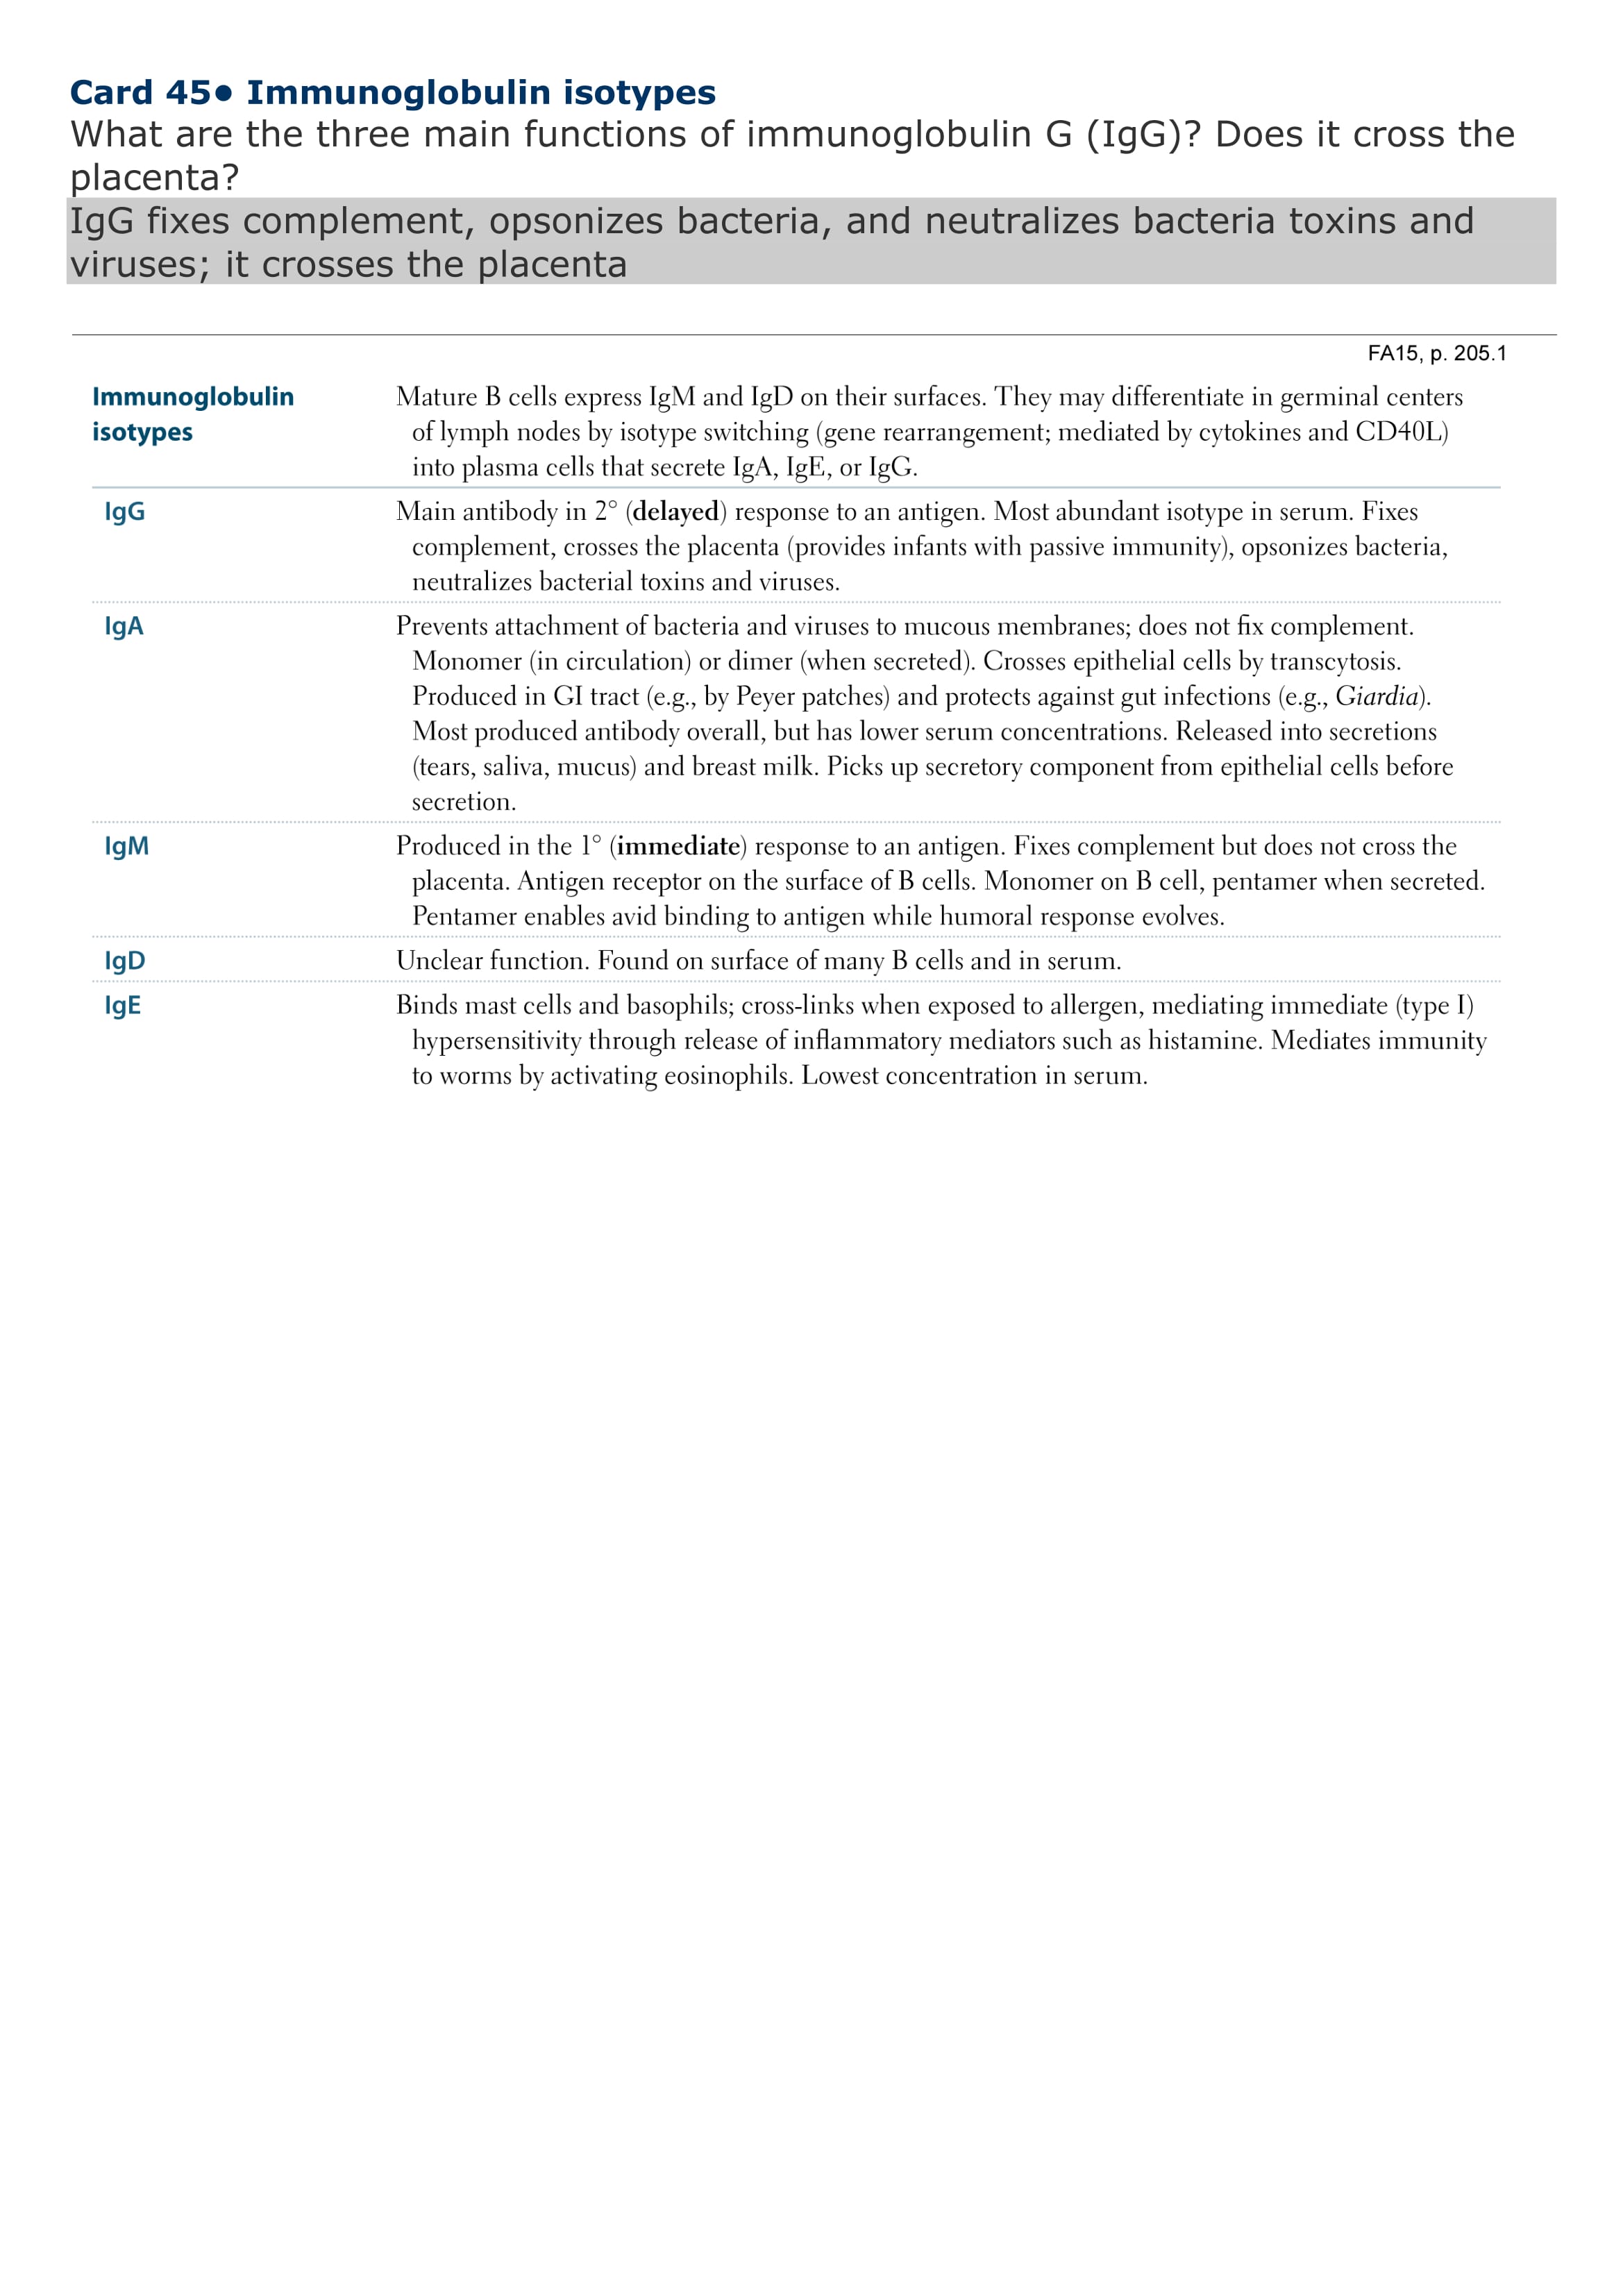 Card 45● Immunoglobulin isotypes
What are the three main functions of immunoglobulin G (IgG)? Does it cross the
placenta?
IgG fixes complement, opsonizes bacteria, and neutralizes bacteria toxins and
viruses; it crosses the placenta
FA15, p. 205.1
Immunoglobulin
isotypes
Mature B cells express IgM and IgD on their surfaces. They may differentiate in germinal centers
of lymph nodes by isotype switching (gene rearrangement; mediated by cytokines and CD40L)
into plasma cells that secrete IgA, IgE, or IgG.
IgG
Main antibody in 2° (delayed) response to an antigen. Most abundant isotype in serum. Fixes
complement, crosses the placenta (provides infants with passive immunity), opsonizes bacteria,
neutralizes bacterial toxins and viruses.
IgA
Prevents attachment of bacteria and viruses to mucous membranes; does not fix complement.
Monomer (in circulation) or dimer (when secreted). Crosses epithelial cells by transcytosis.
Produced in GI tract (e.g., by Peyer patches) and protects against gut infections (e.g., Giardia).
Most produced antibody overall, but has lower serum concentrations. Released into secretions
(tears, saliva, mucus) and breast milk. Picks up secretory component from epithelial cells before
secretion.
IgM
Produced in the 1° (immediate) response to an antigen. Fixes complement but does not cross the
placenta. Antigen receptor on the surface of B cells. Monomer on B cell, pentamer when secreted.
Pentamer enables avid binding to antigen while humoral response evolves.
IgD
Unclear function. Found on surface of many B cells and in serum.
IgE
Binds mast cells and basophils; cross-links when exposed to allergen, mediating immediate (type I)
hypersensitivity through release of inflammatory mediators such as histamine. Mediates immunity
to worms by activating eosinophils. Lowest concentration in serum.